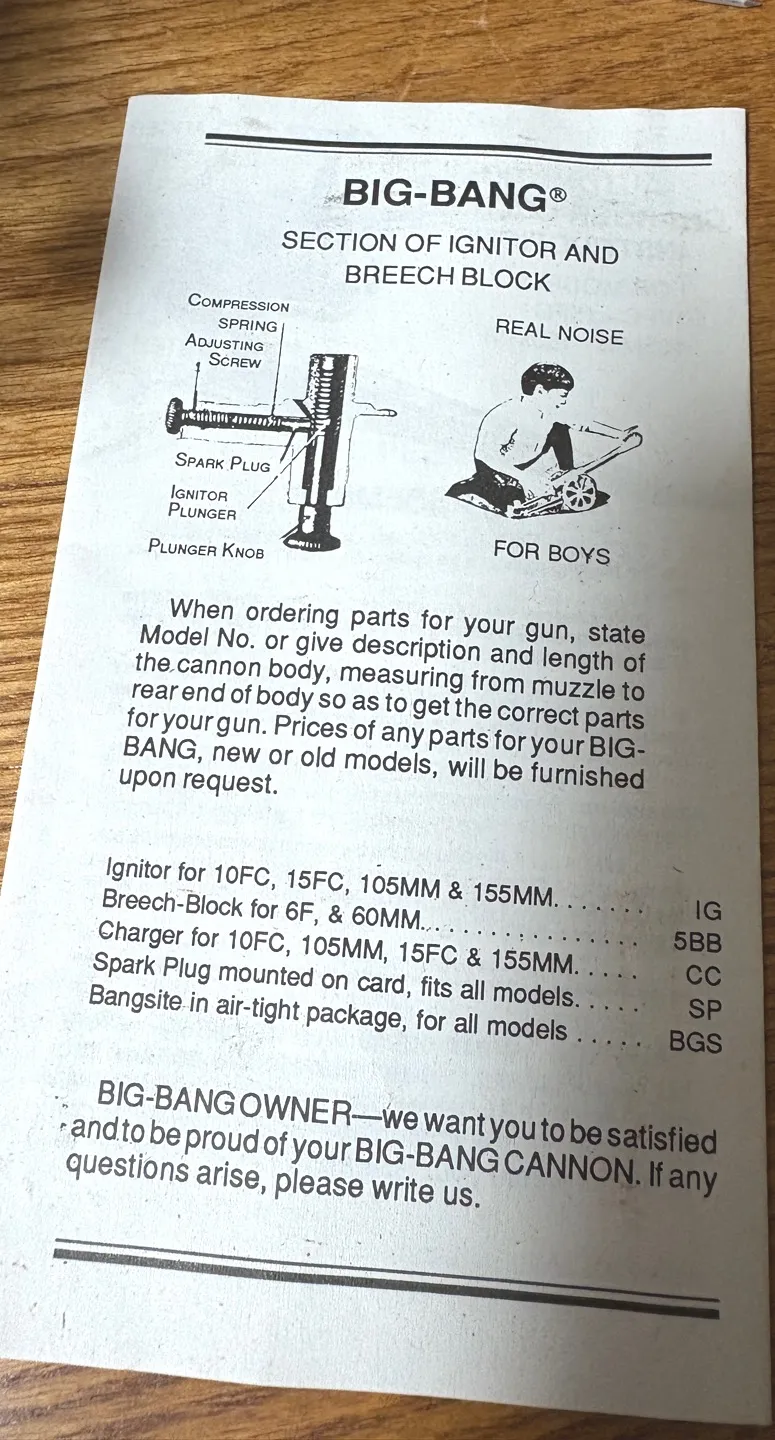 BIG-BANG®
SECTION OF IGNITOR AND
BREECH BLOCK
COMPRESSION
SPRING
ADJUSTING
SCREW
SPARK PLUG
IGNITOR
PLUNGER
PLUNGER KNOB
REAL NOISE
FOR BOYS
When ordering parts for your gun, state
Model No. or give description and length of
the cannon body, measuring from muzzle to
rear end of body so as to get the correct parts
for your gun. Prices of any parts for your BIG-
BANG, new or old models, will be furnished
upon request.
Ignitor for 10FC, 15FC, 105MM & 155MM. . . . . . . IG
Breech-Block for 6F, & 60MM. . . . . . . . . . . . . . . . 5BB
Charger for 10FC, 105MM, 15FC & 155MM. . . . . CC
Spark Plug mounted on card, fits all models. . . . . SP
Bangsite in air-tight package, for all models . . . . . BGS
BIG-BANG OWNER—we want you to be satisfied
and to be proud of your BIG-BANG CANNON. If any
questions arise, please write us.